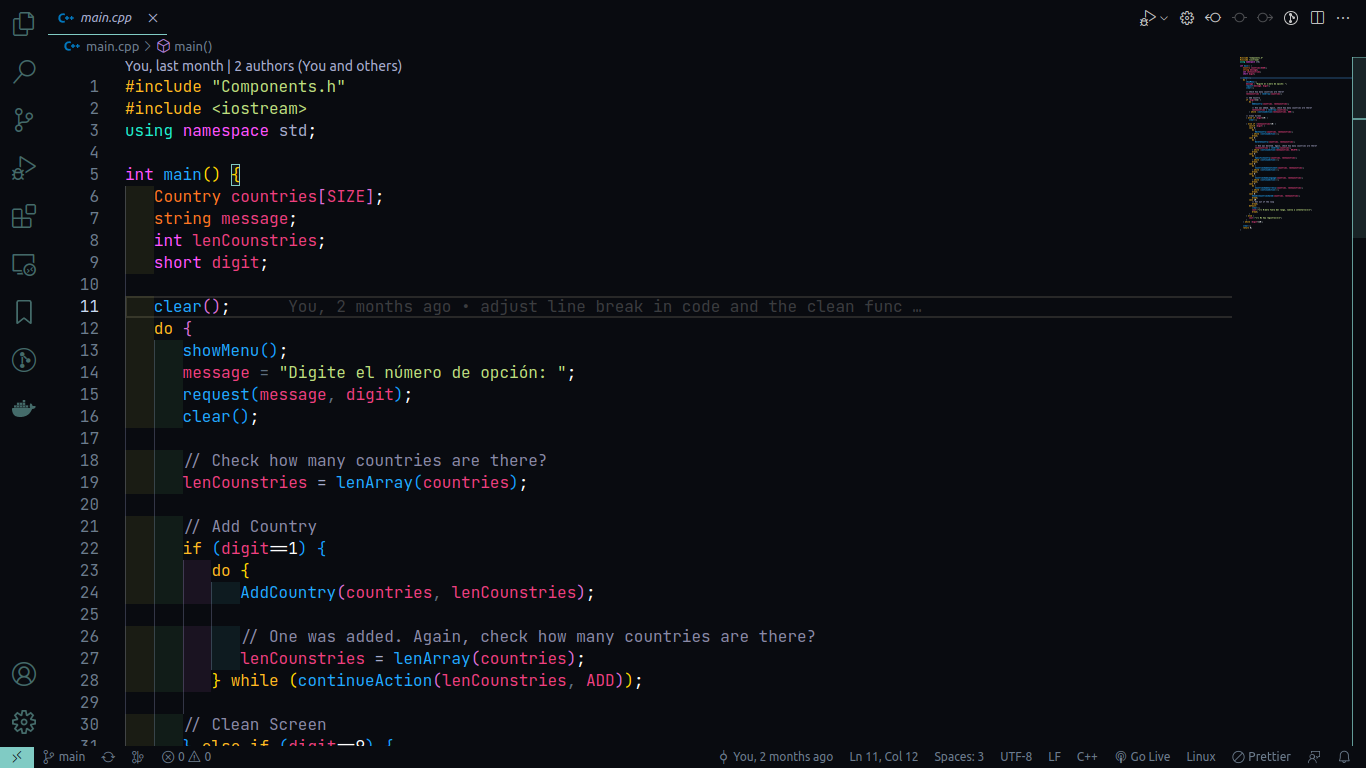 main.cpp
main.cpp > main()
You, last month | 2 authors (You and others)
1 #include "Components.h"
2 #include <iostream>
3 using namespace std;
4
5 int main() {
6 Country countries[SIZE];
7 string message;
8 int lenCounstries;
9 short digit;
10
11 clear(); You, 2 months ago • adjust line break in code and the clean func …
12 do {
13 showMenu();
14 message = "Digite el número de opción: ";
15 request(message, digit);
16 clear();
17
18 // Check how many countries are there?
19 lenCounstries = lenArray(countries);
20
21 // Add Country
22 if (digit==1) {
23 do {
24 AddCountry(countries, lenCounstries);
25
26 // One was added. Again, check how many countries are there?
27 lenCounstries = lenArray(countries);
28 } while (continueAction(lenCounstries, ADD));
29
30 // Clean Screen
31 } else if (digit==9) {
main 0 0 You, 2 months ago Ln 11, Col 12 Spaces: 3 UTF-8 LF C++ Go Live Linux Prettier